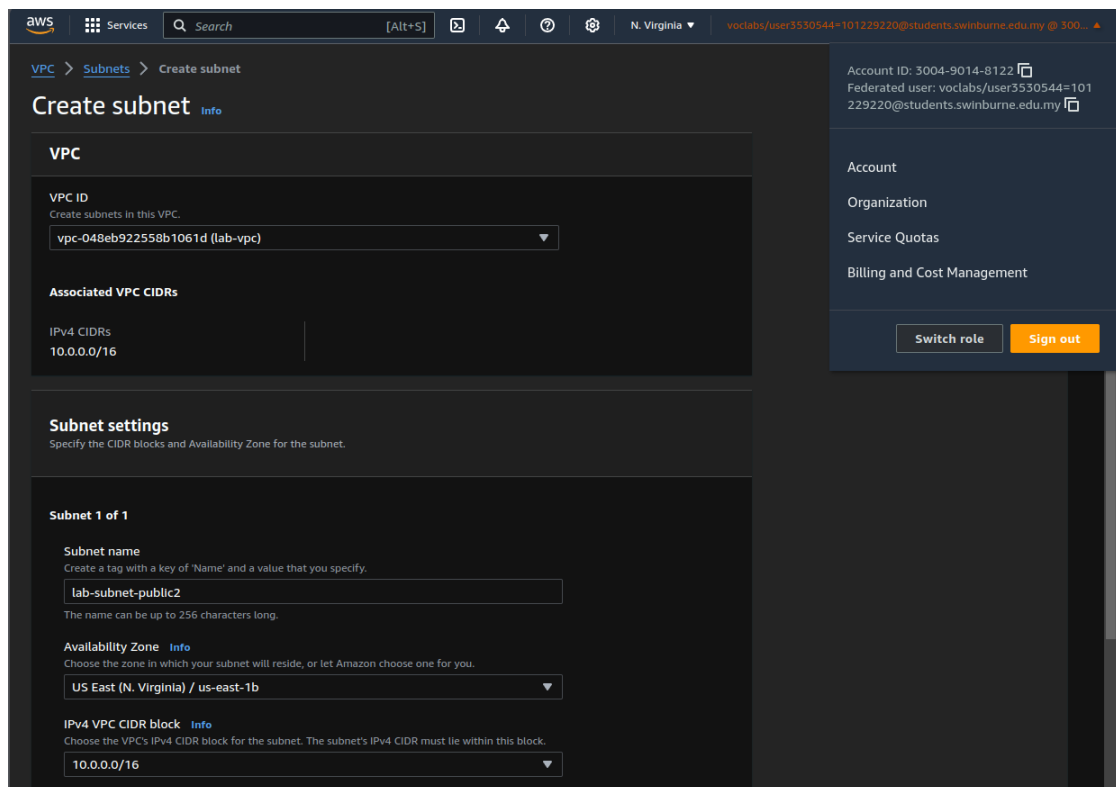 aws Services Search [Alt+S] N. Virginia voclabs/user3530544=101229220@students.swinburne.edu.my @ 300...
VPC Subnets Create subnet
Create subnet Info
VPC
VPC ID
Create subnets in this VPC.
vpc-048eb922558b1061d (lab-vpc)
Associated VPC CIDRs
IPv4 CIDRs
10.0.0.0/16
Subnet settings
Specify the CIDR blocks and Availability Zone for the subnet.
Subnet 1 of 1
Subnet name
Create a tag with a key of 'Name' and a value that you specify.
lab-subnet-public2
The name can be up to 256 characters long.
Availability Zone Info
Choose the zone in which your subnet will reside, or let Amazon choose one for you.
US East (N. Virginia) / us-east-1b
IPv4 VPC CIDR block Info
Choose the VPC's IPv4 CIDR block for the subnet. The subnet's IPv4 CIDR must lie within this block.
10.0.0.0/16
Account ID: 3004-9014-8122
Federated user: voclabs/user3530544=101
229220@students.swinburne.edu.my
Account
Organization
Service Quotas
Billing and Cost Management
Switch role Sign out